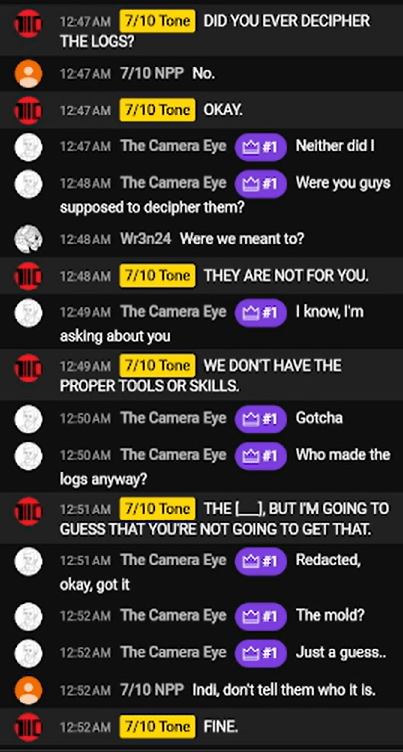 12:47 AM 7/10 Tone DID YOU EVER DECIPHER
THE LOGS?
12:47 AM 7/10 NPP No.
12:47 AM 7/10 Tone OKAY.
12:47 AM The Camera Eye #1 Neither did I
12:48 AM The Camera Eye #1 Were you guys
supposed to decipher them?
12:48 AM Wr3n24 Were we meant to?
12:48 AM 7/10 Tone THEY ARE NOT FOR YOU.
12:49 AM The Camera Eye #1 I know, I'm
asking about you
12:49 AM 7/10 Tone WE DON'T HAVE THE
PROPER TOOLS OR SKILLS.
12:50 AM The Camera Eye #1 Gotcha
12:50 AM The Camera Eye #1 Who made the
logs anyway?
12:51 AM 7/10 Tone THE [__], BUT I'M GOING TO
GUESS THAT YOU'RE NOT GOING TO GET THAT.
12:51 AM The Camera Eye #1 Redacted,
okay, got it
12:52 AM The Camera Eye #1 The mold?
12:52 AM The Camera Eye #1 Just a guess..
12:52 AM 7/10 NPP Indi, don't tell them who it is.
12:52 AM 7/10 Tone FINE.